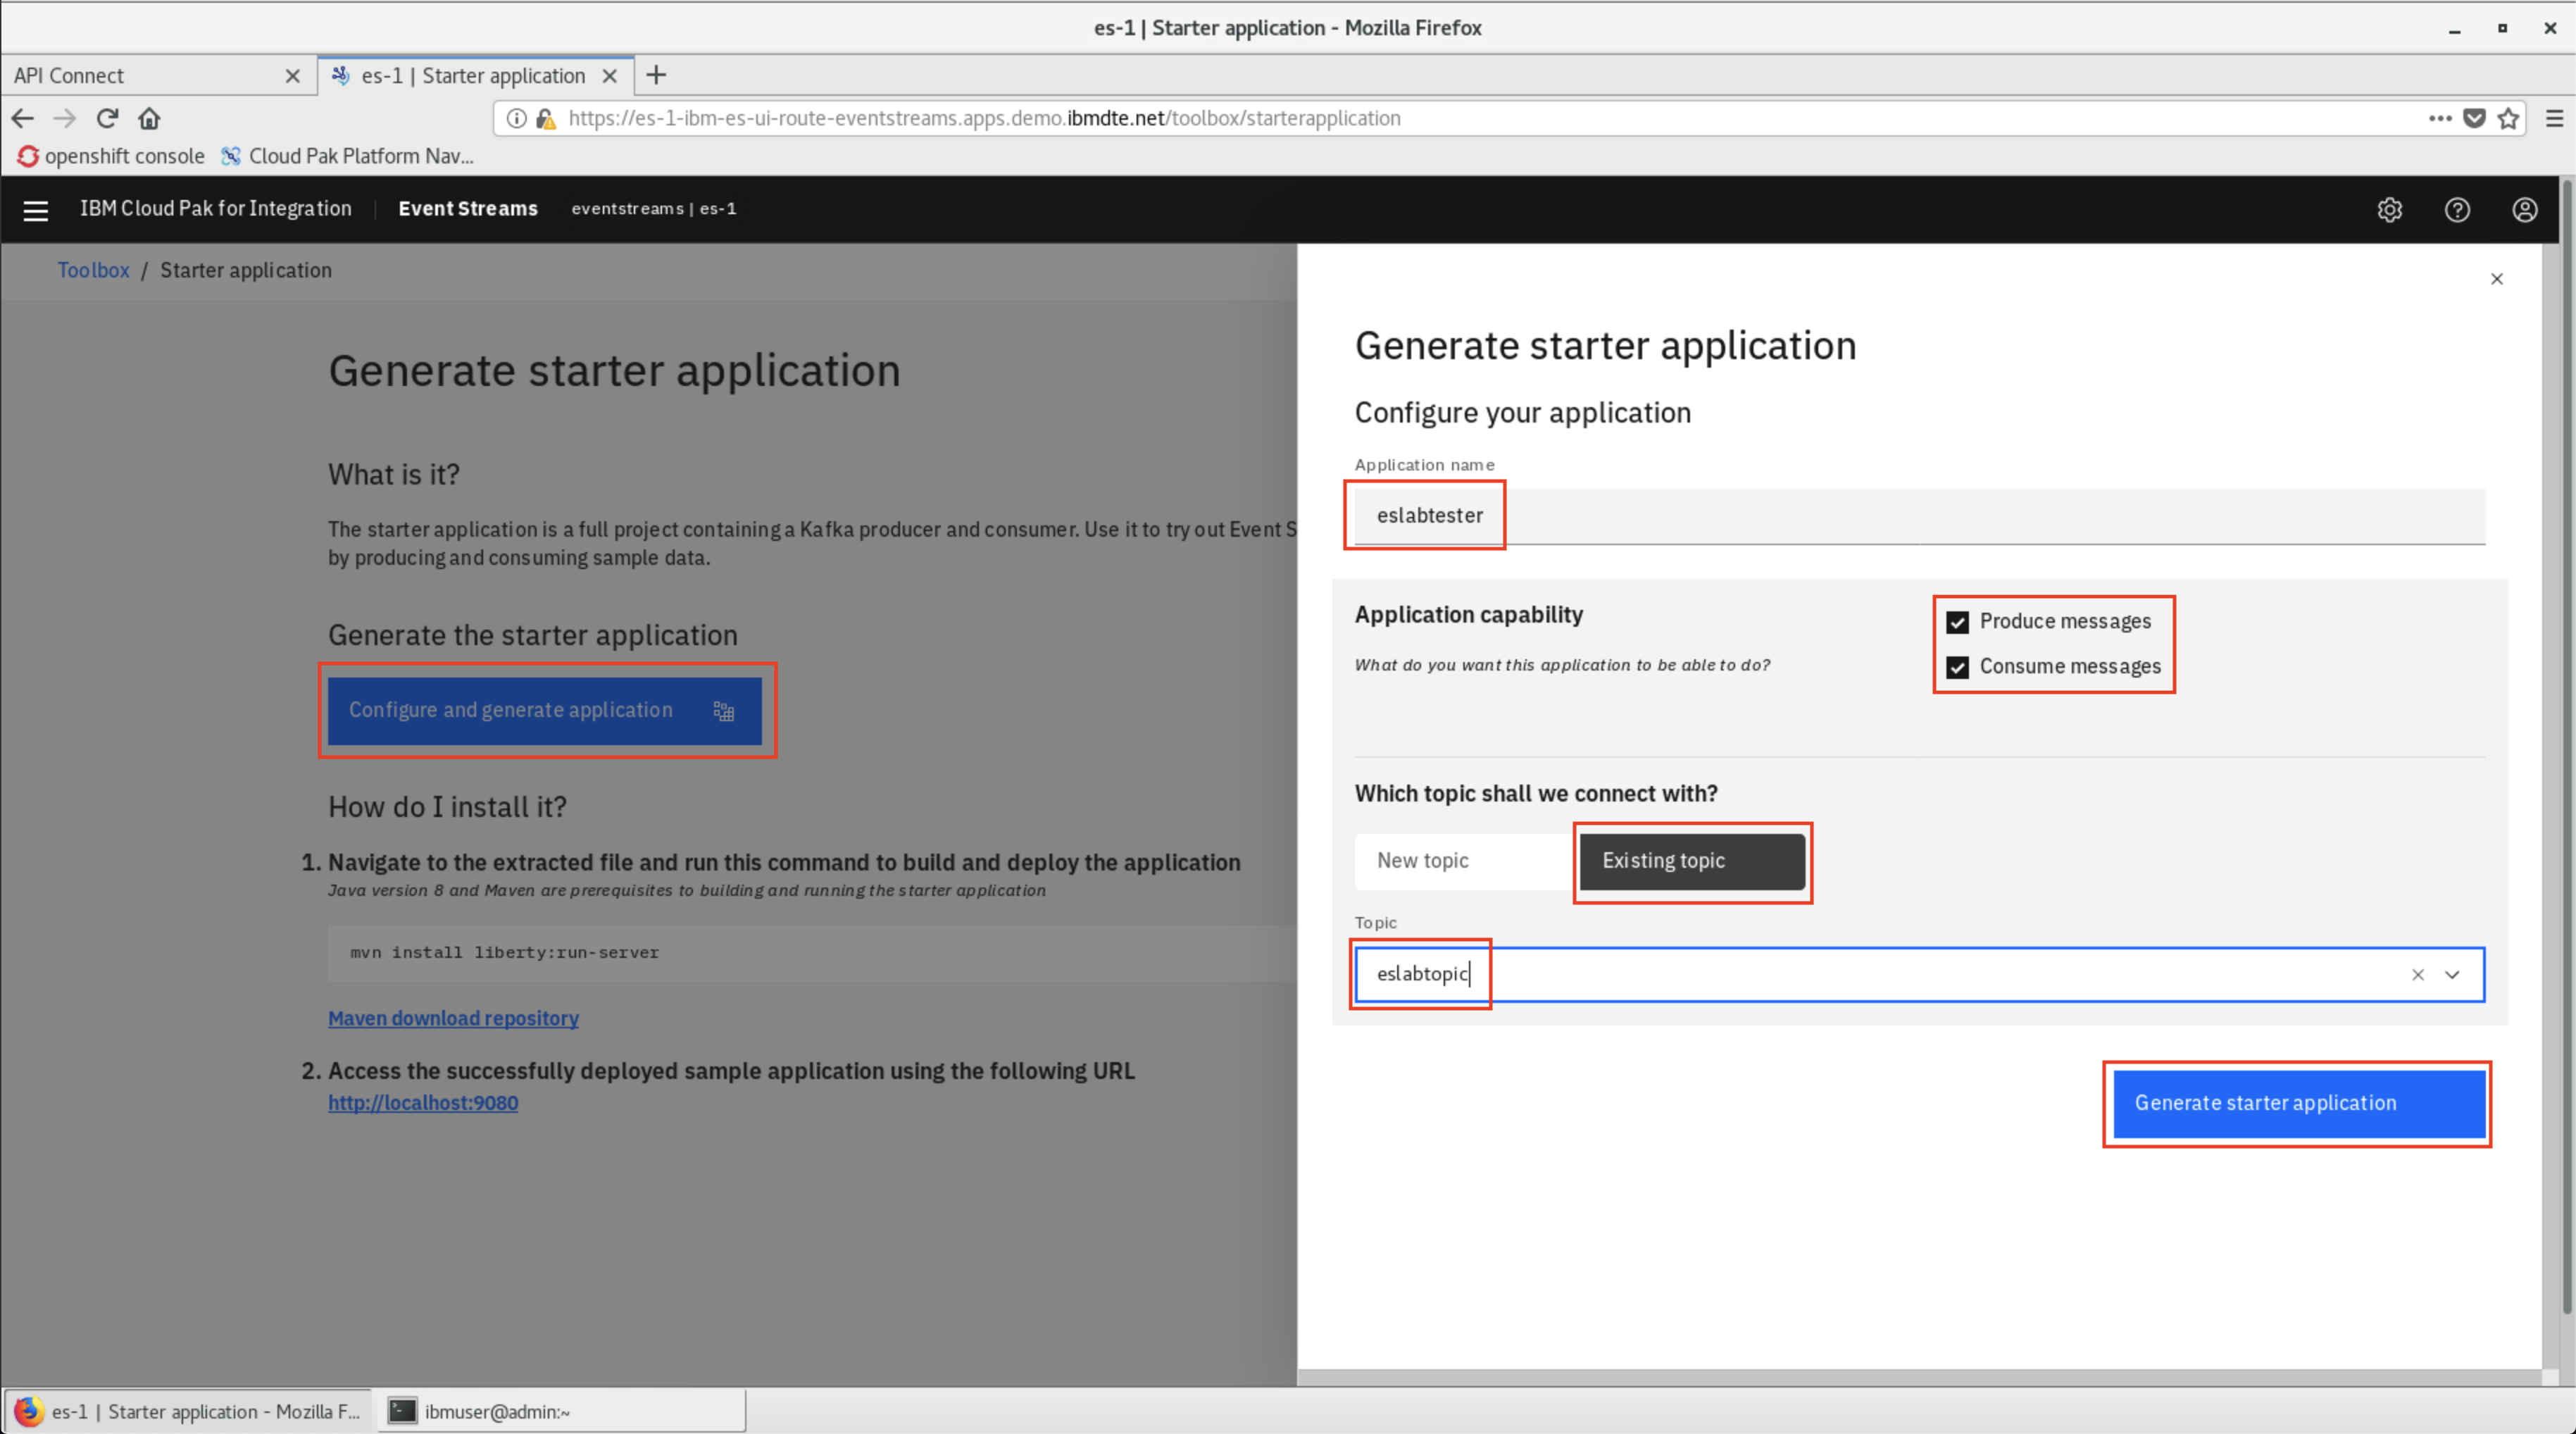 es-1 | Starter application - Mozilla Firefox
API Connect
es-1 | Starter application
https://es-1-ibm-es-ui-route-eventstreams.apps.demo.ibmdte.net/toolbox/starterapplication
openshift console
Cloud Pak Platform Nav...
IBM Cloud Pak for Integration
Event Streams
eventstreams | es-1
Toolbox / Starter application
Generate starter application
What is it?
The starter application is a full project containing a Kafka producer and consumer. Use it to try out Event S
by producing and consuming sample data.
Generate the starter application
Configure and generate application
How do I install it?
1. Navigate to the extracted file and run this command to build and deploy the application
Java version 8 and Maven are prerequisites to building and running the starter application
mvn install liberty:run-server
Maven download repository
2. Access the successfully deployed sample application using the following URL
http://localhost:9080
Generate starter application
Configure your application
Application name
eslabtester
Application capability
What do you want this application to be able to do?
Produce messages
Consume messages
Which topic shall we connect with?
New topic
Existing topic
Topic
eslabtopic
Generate starter application
es-1 | Starter application - Mozilla F...
ibmuser@admin:~